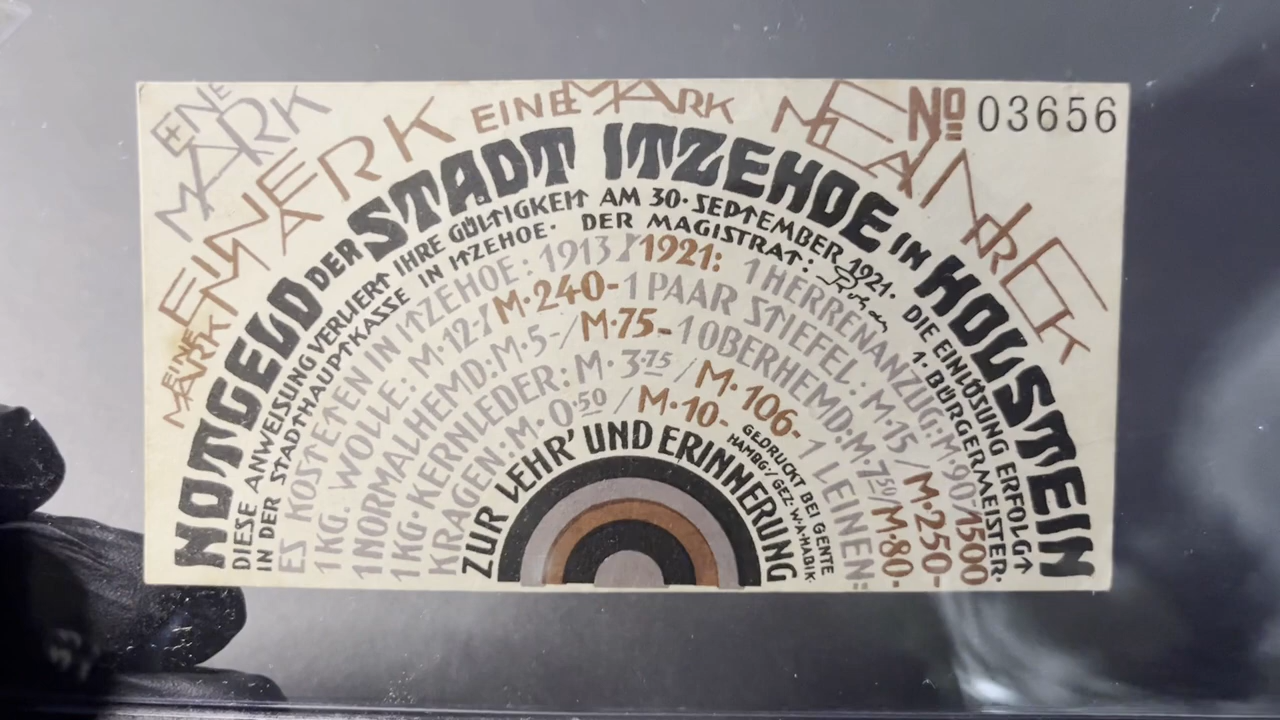 EINE MARK
EINE MARK
EINE MARK
EINE MARK
EINE MARK
No 03656
NOTGELD DER STADT ITZEHOE IN HOLSTEIN
DIESE ANWEISUNG VERLIERT IHRE GÜLTIGKEIT AM 30. SEPTEMBER 1921. DIE EINLÖSUNG ERFOLGT
IN DER STADTHAUPTKASSE IN ITZEHOE. DER MAGISTRAT: 1. BÜRGERMEISTER.
ES KOSTETEN IN ITZEHOE: 1913/1921: 1 HERRENANZUG: M·90-/1500
1 KG. WOLLE: M·12-/M·240- 1 PAAR STIEFEL: M·15/M·250-
1 NORMALHEMD: M·5-/M·75- 1 OBERHEMD: M·7,50/M·80-
1 KG·KERNLEDER: M·3,75/M·106- 1 LEINEN=
KRAGEN: M·0,50/M·10-
ZUR LEHR' UND ERINNERUNG
GEDRUCKT BEI GENTE
HAMBG/GEZ·W·A·HABIK·